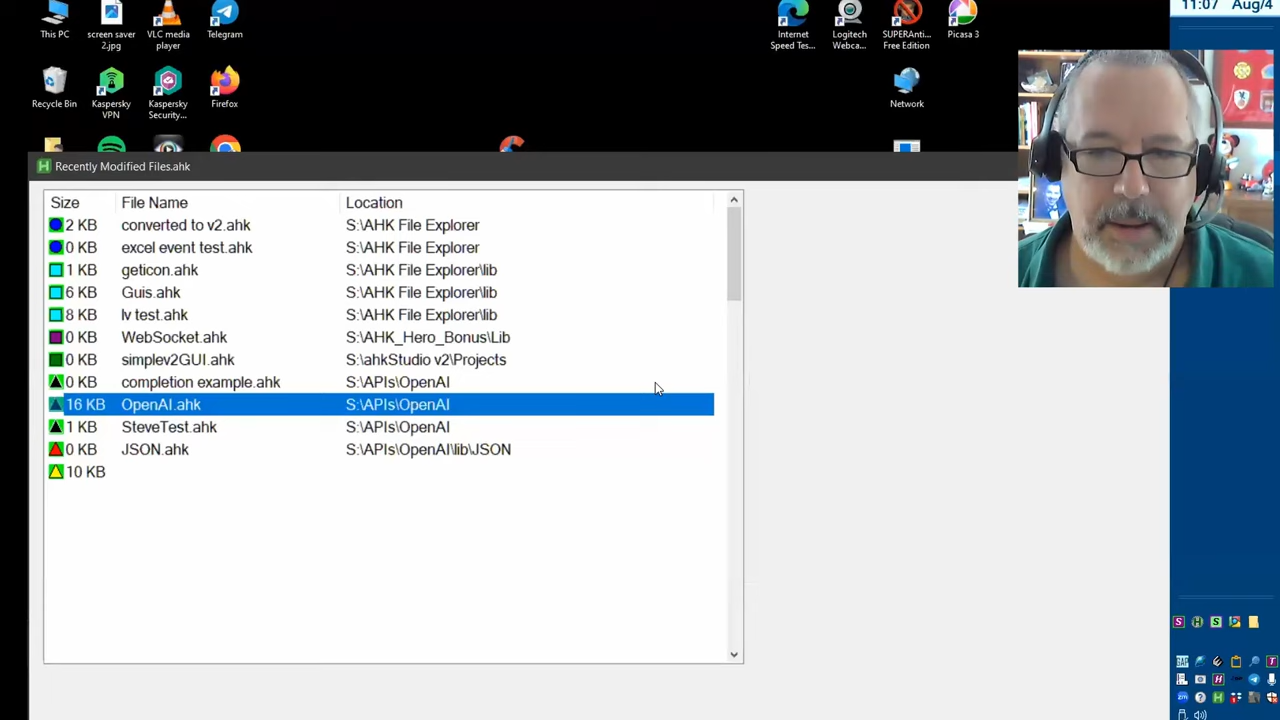 11:07 Aug/4
This PC
screen saver 2.jpg
VLC media player
Telegram
Internet Speed Tes...
Logitech Webca...
SUPERAnti... Free Edition
Picasa 3
Recycle Bin
Kaspersky VPN
Kaspersky Security...
Firefox
Network
Recently Modified Files.ahk
Size File Name Location
2 KB converted to v2.ahk S:\AHK File Explorer
0 KB excel event test.ahk S:\AHK File Explorer
1 KB geticon.ahk S:\AHK File Explorer\lib
6 KB Guis.ahk S:\AHK File Explorer\lib
8 KB lv test.ahk S:\AHK File Explorer\lib
0 KB WebSocket.ahk S:\AHK_Hero_Bonus\Lib
0 KB simplev2GUI.ahk S:\ahkStudio v2\Projects
0 KB completion example.ahk S:\APIs\OpenAI
16 KB OpenAI.ahk S:\APIs\OpenAI
1 KB SteveTest.ahk S:\APIs\OpenAI
0 KB JSON.ahk S:\APIs\OpenAI\lib\JSON
10 KB